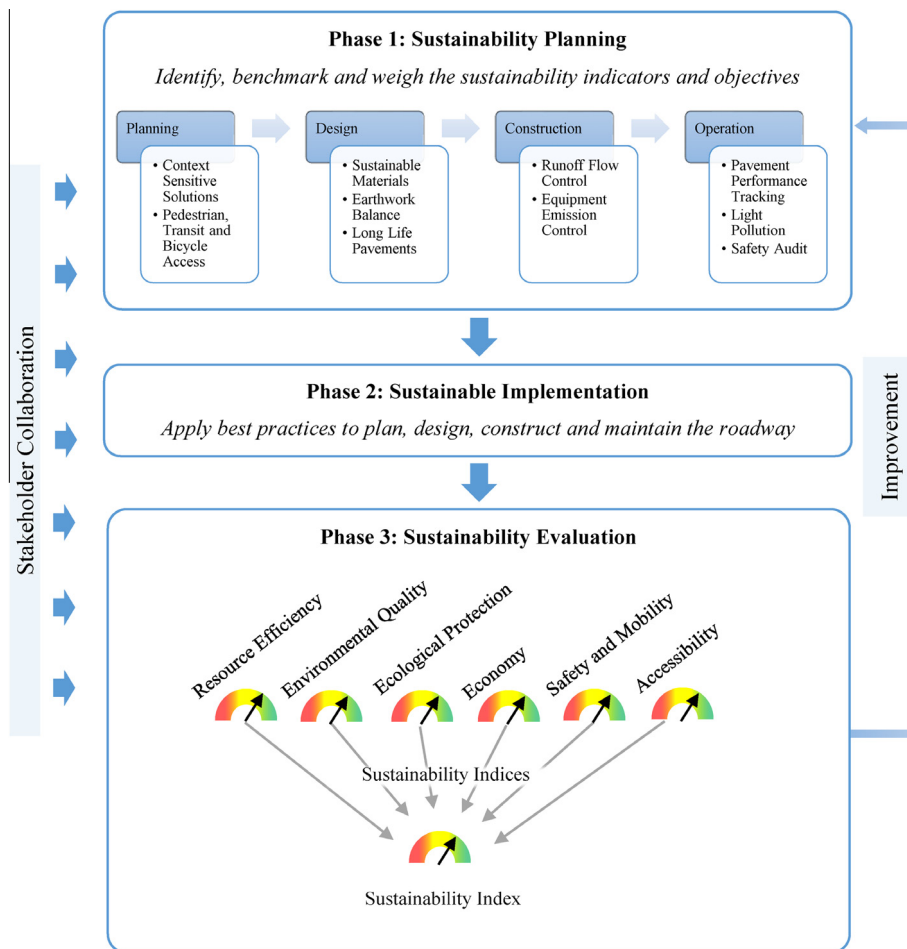 Phase 1: Sustainability Planning
Identify, benchmark and weigh the sustainability indicators and objectives
Planning
• Context
Sensitive
Solutions
• Pedestrian,
Transit and
Bicycle
Access
Design
• Sustainable
Materials
• Earthwork
Balance
• Long Life
Pavements
Construction
• Runoff Flow
Control
• Equipment
Emission
Control
Operation
• Pavement
Performance
Tracking
• Light
Pollution
• Safety Audit
Stakeholder Collaboration
Phase 2: Sustainable Implementation
Apply best practices to plan, design, construct and maintain the roadway
Improvement
Phase 3: Sustainability Evaluation
Resource Efficiency
Environmental Quality
Ecological Protection
Economy
Safety and Mobility
Accessibility
Sustainability Indices
Sustainability Index